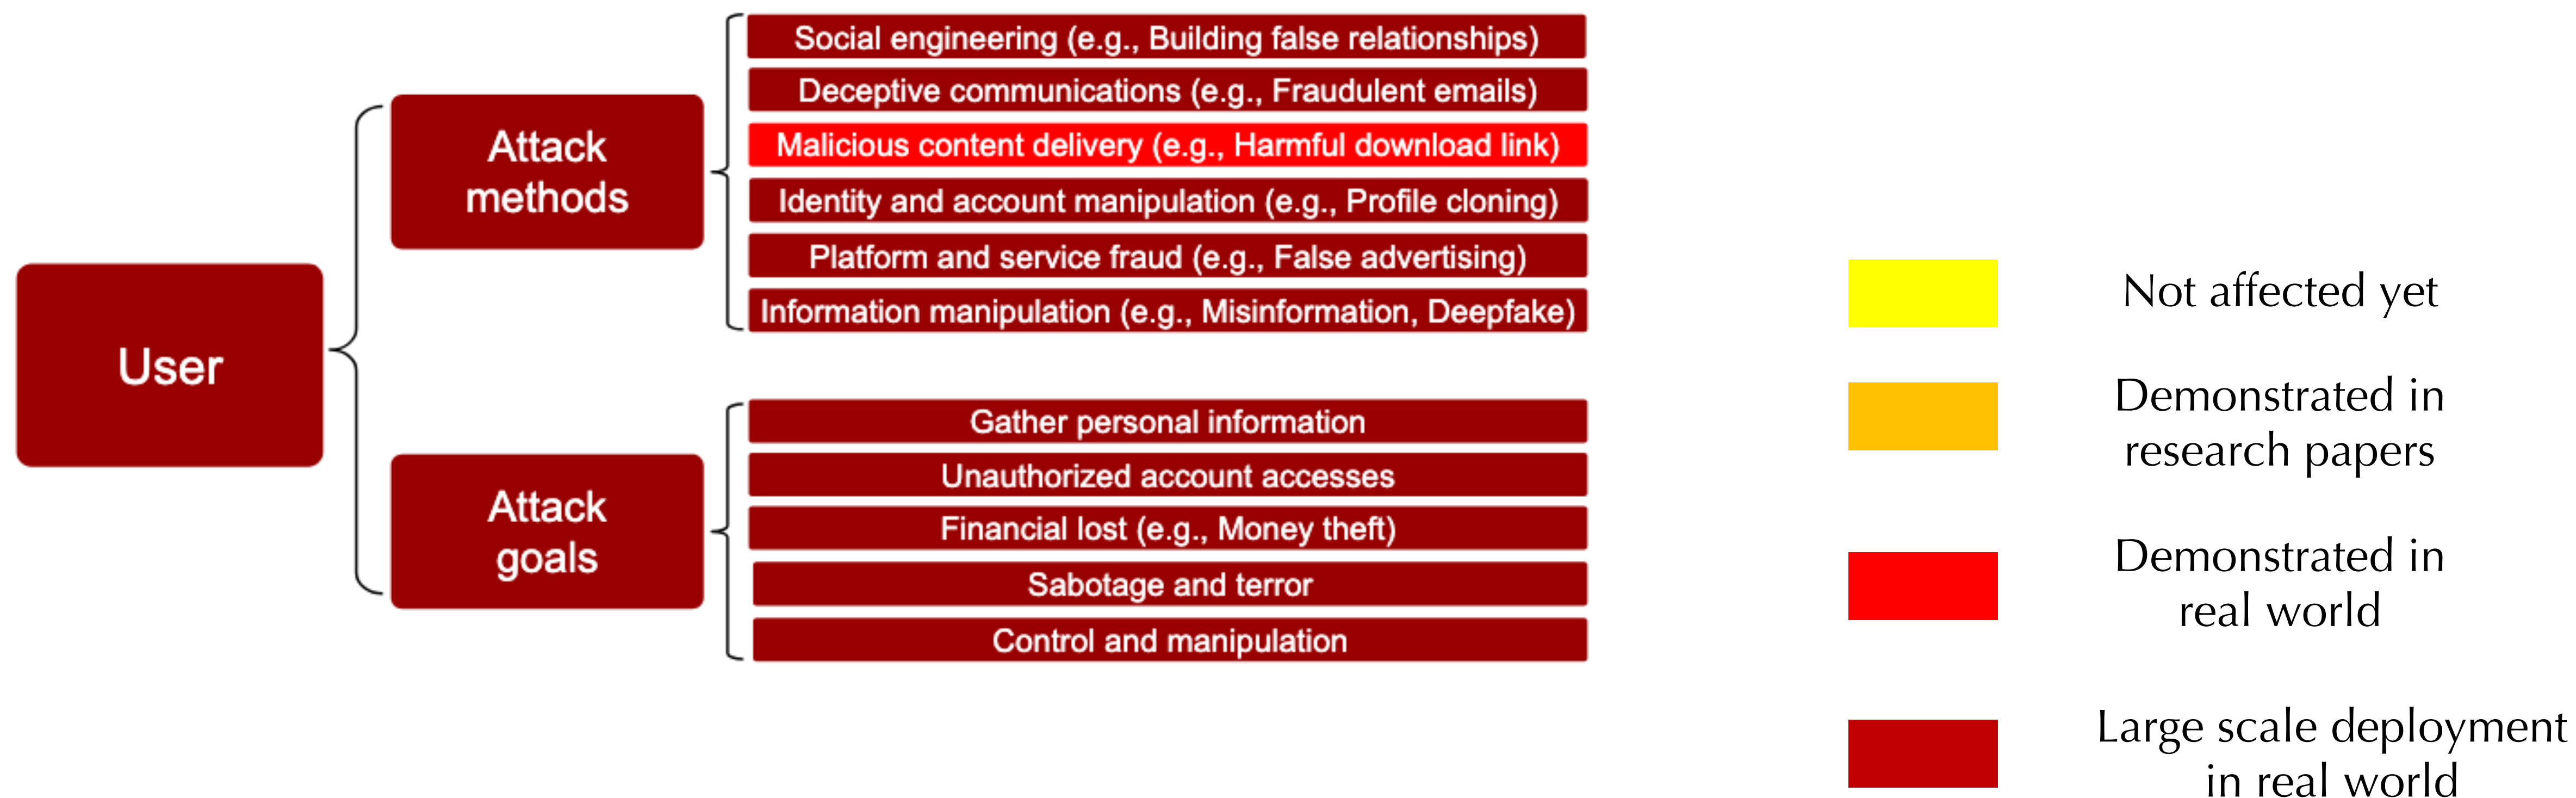 User
Attack
methods
Social engineering (e.g., Building false relationships)
Deceptive communications (e.g., Fraudulent emails)
Malicious content delivery (e.g., Harmful download link)
Identity and account manipulation (e.g., Profile cloning)
Platform and service fraud (e.g., False advertising)
Information manipulation (e.g., Misinformation, Deepfake)
Attack
goals
Gather personal information
Unauthorized account accesses
Financial lost (e.g., Money theft)
Sabotage and terror
Control and manipulation
Not affected yet
Demonstrated in
research papers
Demonstrated in
real world
Large scale deployment
in real world